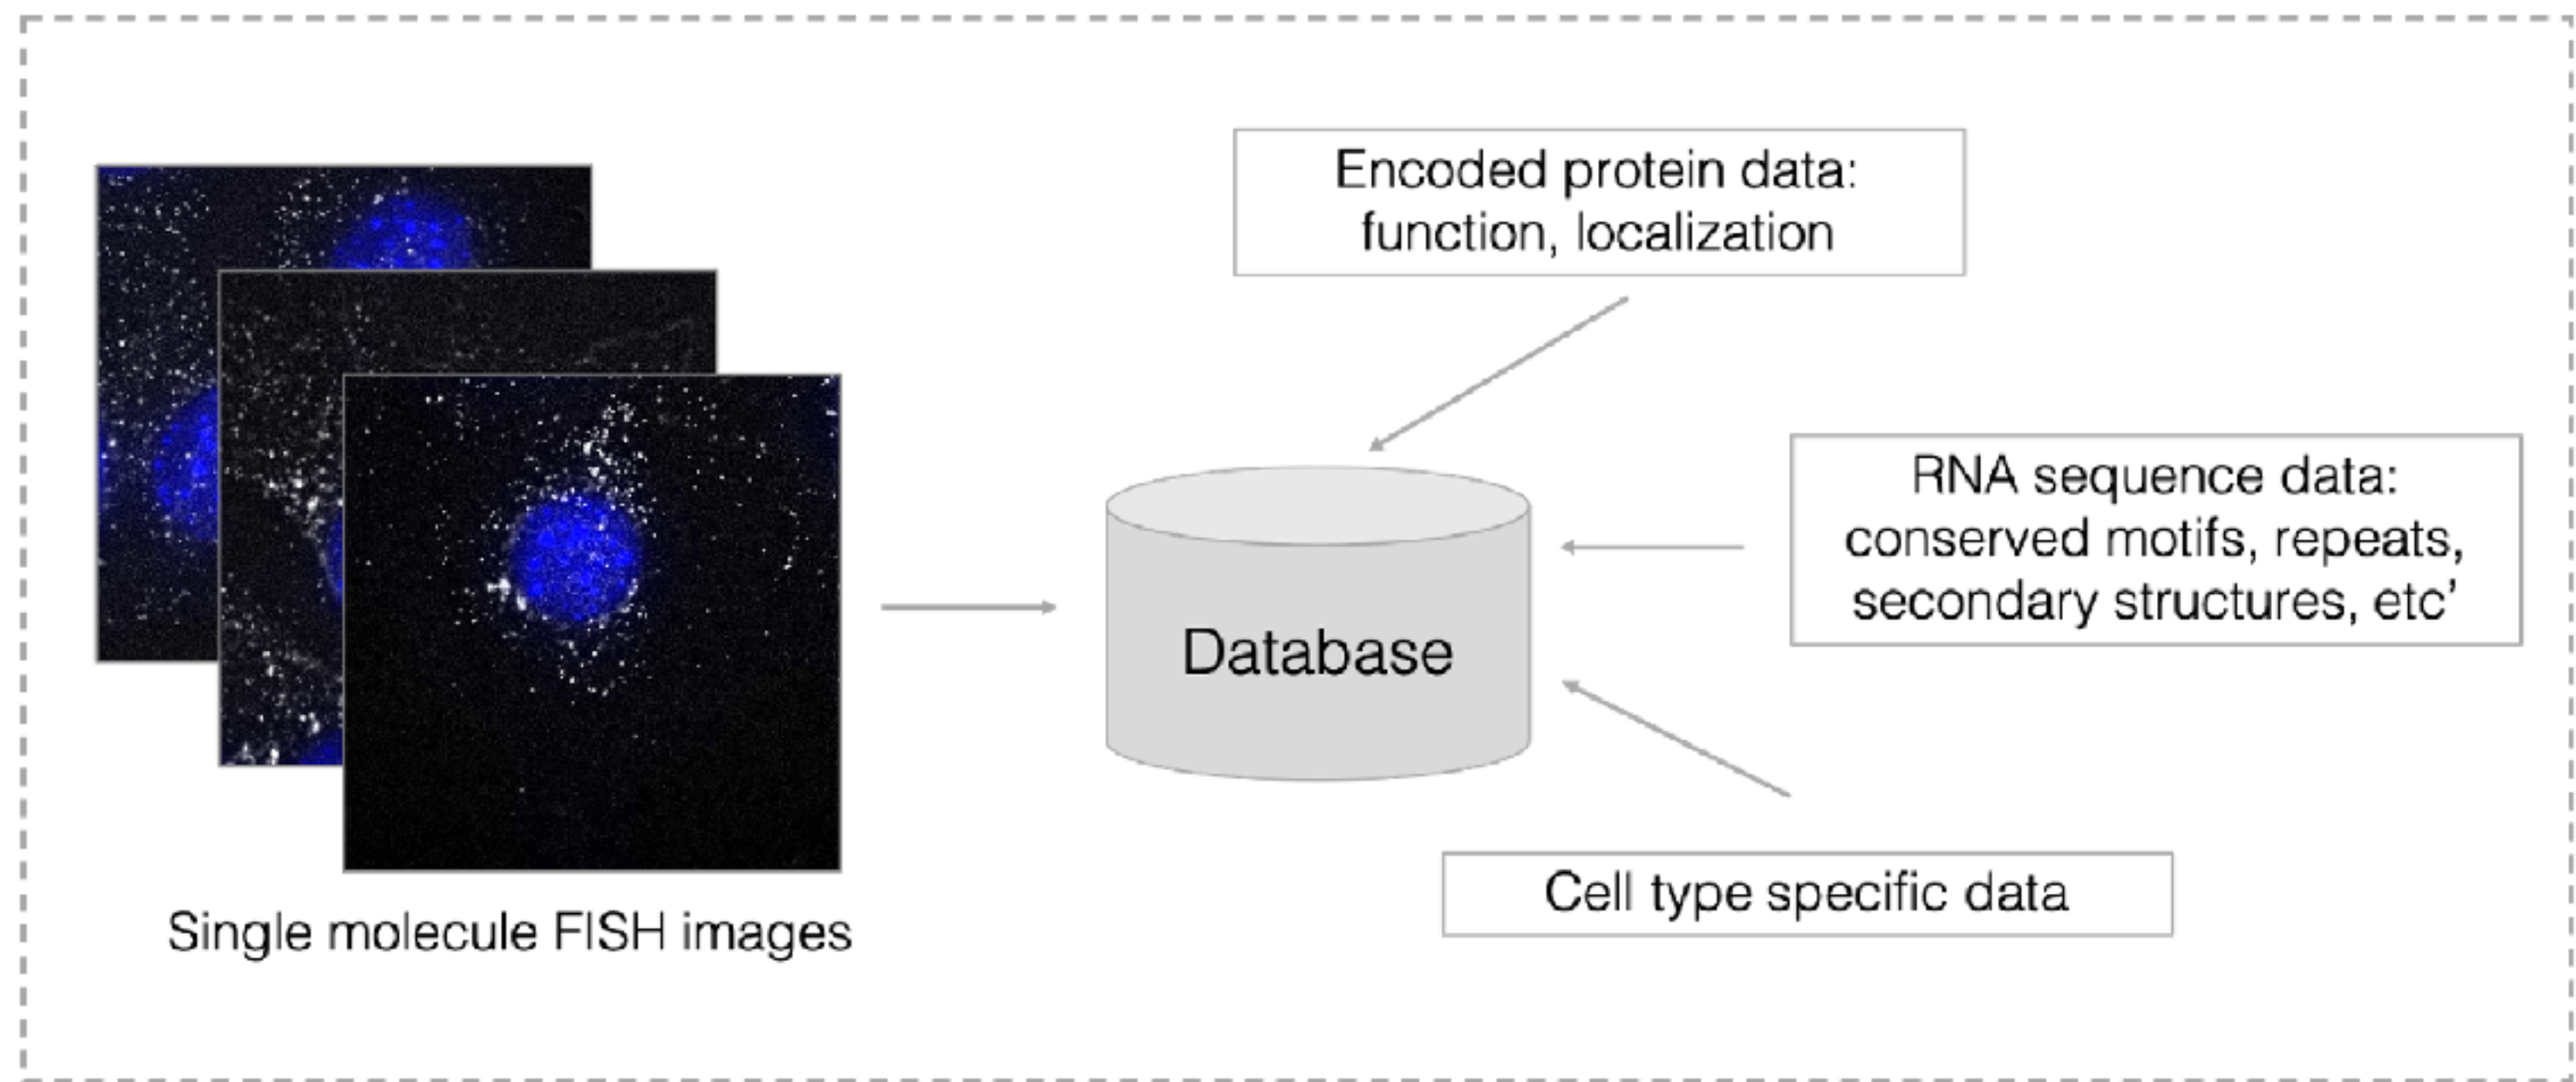 Encoded protein data:
function, localization
RNA sequence data:
conserved motifs, repeats,
secondary structures, etc’
Database
Cell type specific data
Single molecule FISH images